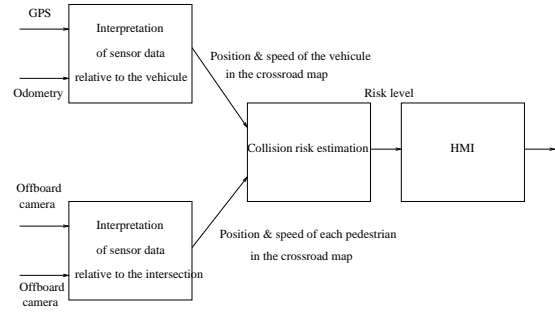 GPS
Odometry
Interpretation
of sensor data
relative to the vehicule
Position & speed of the vehicule
in the crossroad map
Collision risk estimation
Risk level
HMI
Offboard
camera
Offboard
camera
Interpretation
of sensor data
relative to the intersection
Position & speed of each pedestrian
in the crossroad map